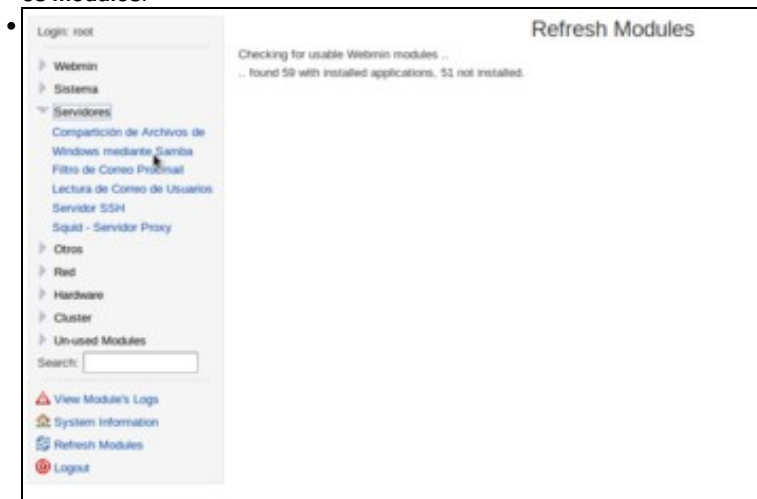 Login: root
Webmin
Sistema
Servidores
Compartición de Archivos de
Windows mediante Samba
Filtro de Correo Procmail
Lectura de Correo de Usuarios
Servidor SSH
Squid - Servidor Proxy
Otros
Red
Hardware
Cluster
Un-used Modules
Search:
View Module's Logs
System Information
Refresh Modules
Logout
Refresh Modules
Checking for usable Webmin modules ..
.. found 59 with installed applications, 51 not installed.